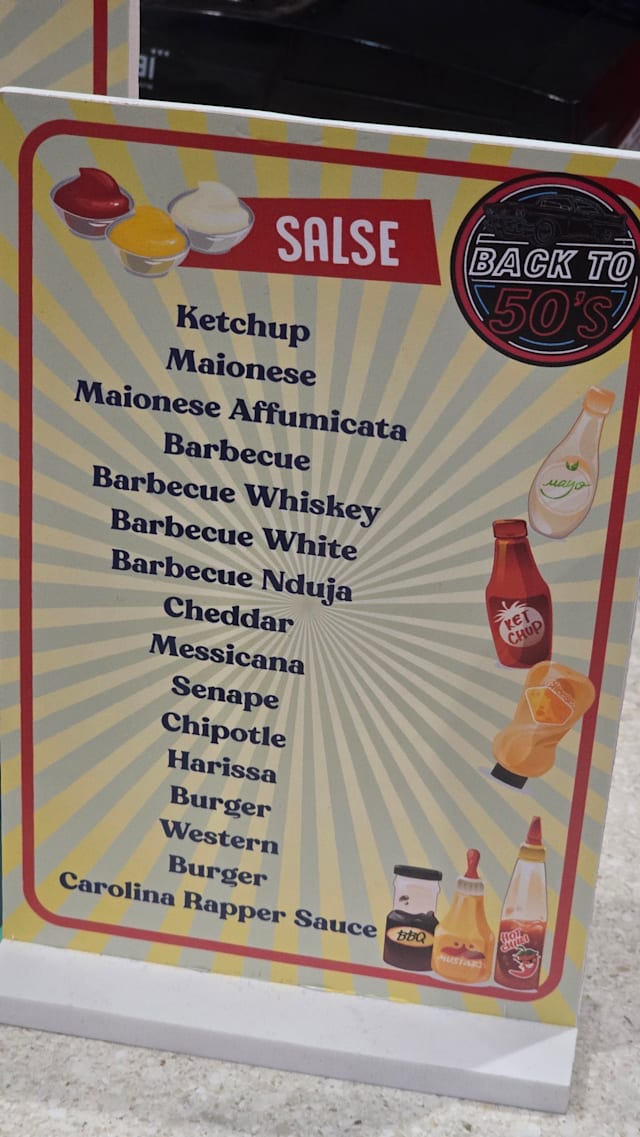 SALSE
BACK TO
50'S
Ketchup
Maionese
Maionese Affumicata
Barbecue
Barbecue Whiskey
Barbecue White
Barbecue Nduja
Cheddar
Messicana
Senape
Chipotle
Harissa
Burger
Western
Burger
Carolina Rapper Sauce
mayo
KET
CHUP
BBQ
MUSTARD
HOT
CHILI